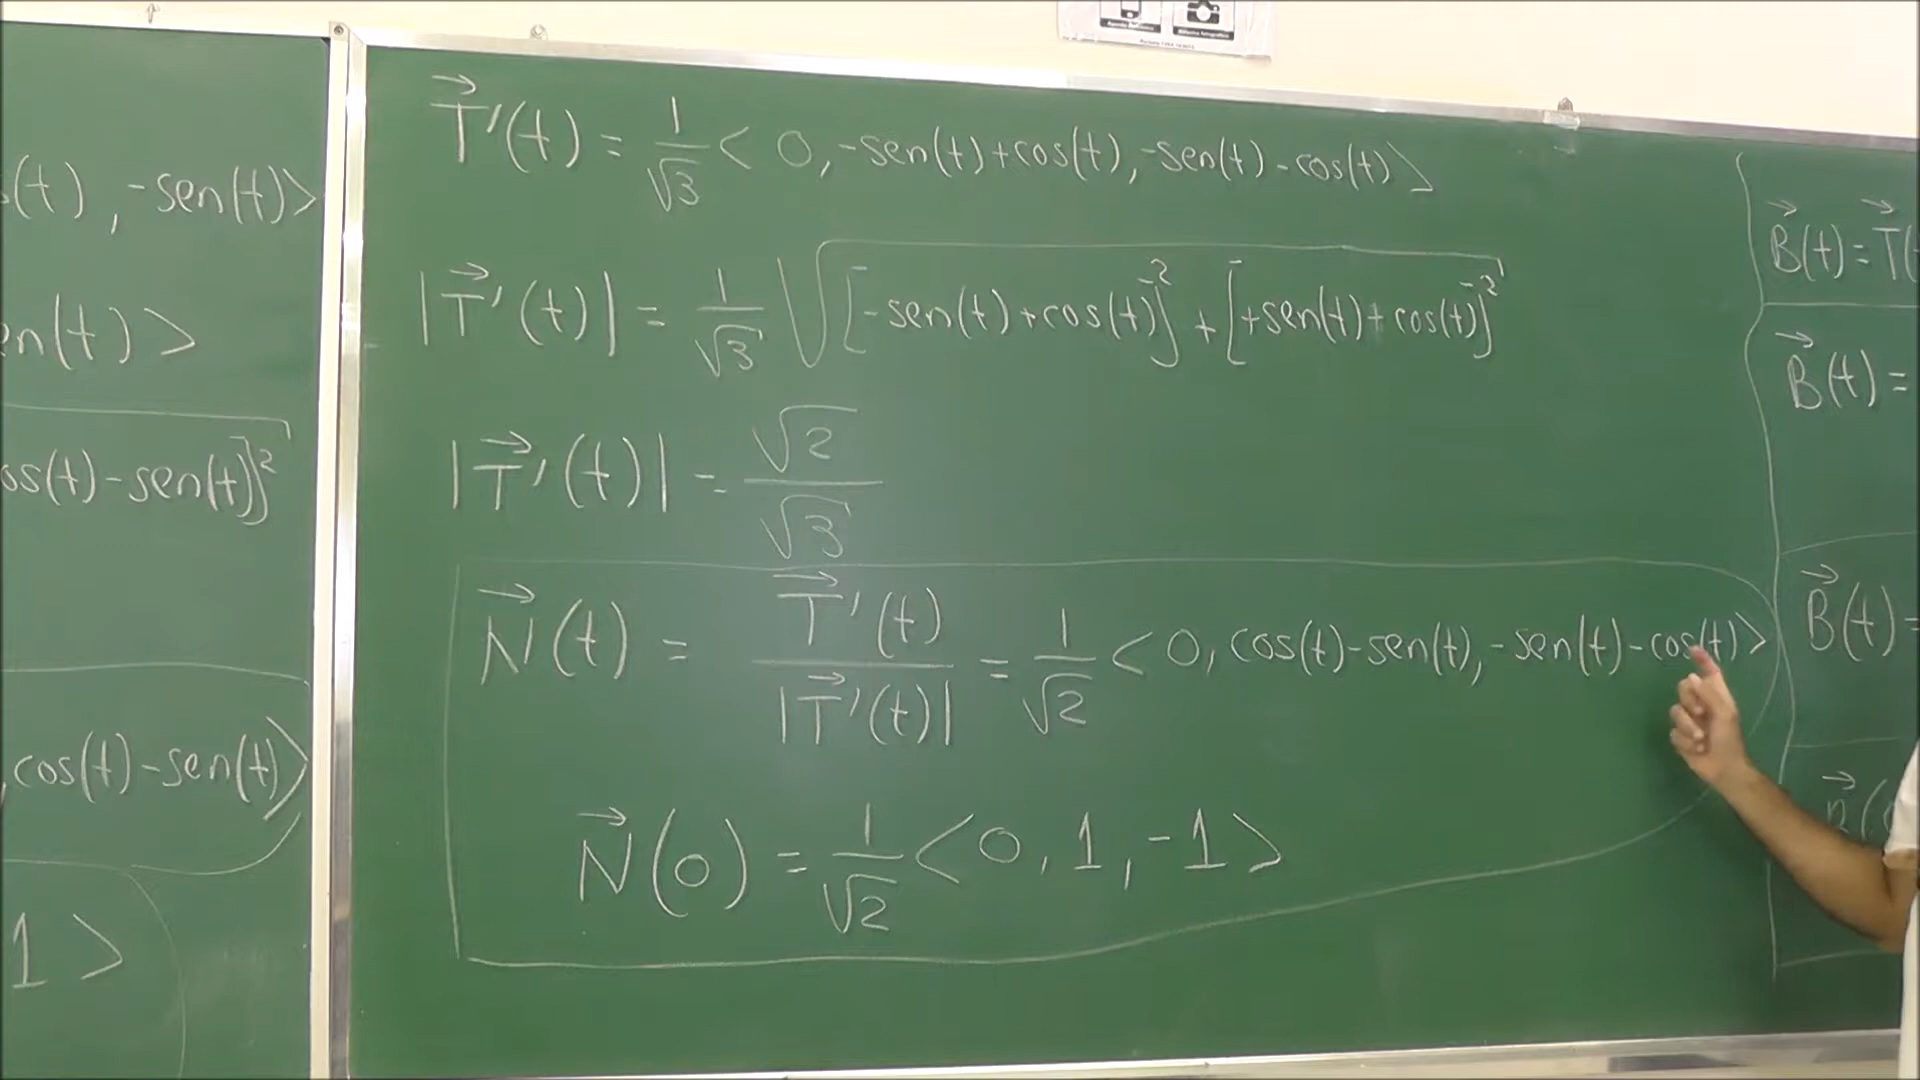 (t), -sen(t)>
en(t)>
os(t)-sen(t)]²
, cos(t)-sen(t)>
1>
T⃗'(t) = 1/√3 < 0, -sen(t)+cos(t), -sen(t)-cos(t)>
|T⃗'(t)| = 1/√3 √([-sen(t)+cos(t)]² + [+sen(t)+cos(t)]²)
|T⃗'(t)| = √2/√3
N⃗(t) = T⃗'(t)/|T⃗'(t)| = 1/√2 < 0, cos(t)-sen(t), -sen(t)-cos(t)>
N⃗(0) = 1/√2 < 0, 1, -1>
B⃗(t) = T⃗(
B⃗(t) =
B⃗(t) =